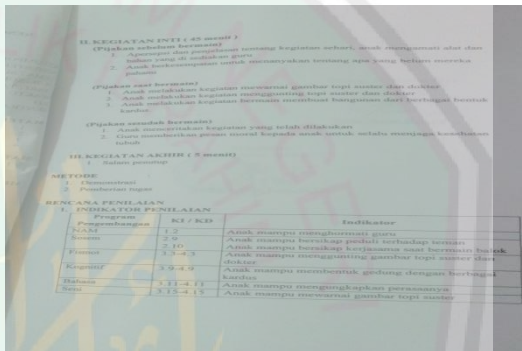 II. KEGIATAN INTI ( 45 menit )
(Pijakan sebelum bermain)
1. Apersepsi dan penjelasan tentang kegiatan sehari, anak mengamati alat dan
bahan yang di sediakan guru
2. Anak berkesempatan untuk menanyakan tentang apa yang belum mereka
pahami
(Pijakan saat bermain)
1. Anak melakukan kegiatan mewarnai gambar topi suster dan dokter
2. Anak melakukan kegiatan menggunting topi suster dan dokter
3. Anak melakukan kegiatan bermain membuat bangunan dari berbagai bentuk
kardus.
(Pijakan sesudah bermain)
1. Anak menceritakan kegiatan yang telah dilakukan
2. Guru memberikan pesan moral kepada anak untuk selalu menjaga kesehatan
tubuh
III. KEGIATAN AKHIR ( 5 menit)
1. Salam penutup
METODE
1. Demonstrasi
2. Pemberian tugas
RENCANA PENILAIAN
1. INDIKATOR PENILAIAN
Program Pengembangan KI / KD Indikator
NAM 1.2 Anak mampu menghormati guru
Sosem 2.9 Anak mampu bersikap peduli terhadap teman
2.10 Anak mampu bersikap kerjasama saat bermain balok
Fismot 3.3-4.3 Anak mampu menggunting gambar topi suster dan
dokter
Kognitif 3.9-4.9 Anak mampu membentuk gedung dengan berbagai
kardus
Bahasa 3.11-4.11 Anak mampu mengungkapkan perasaanya
Seni 3.15-4.15 Anak mampu mewarnai gambar topi suster